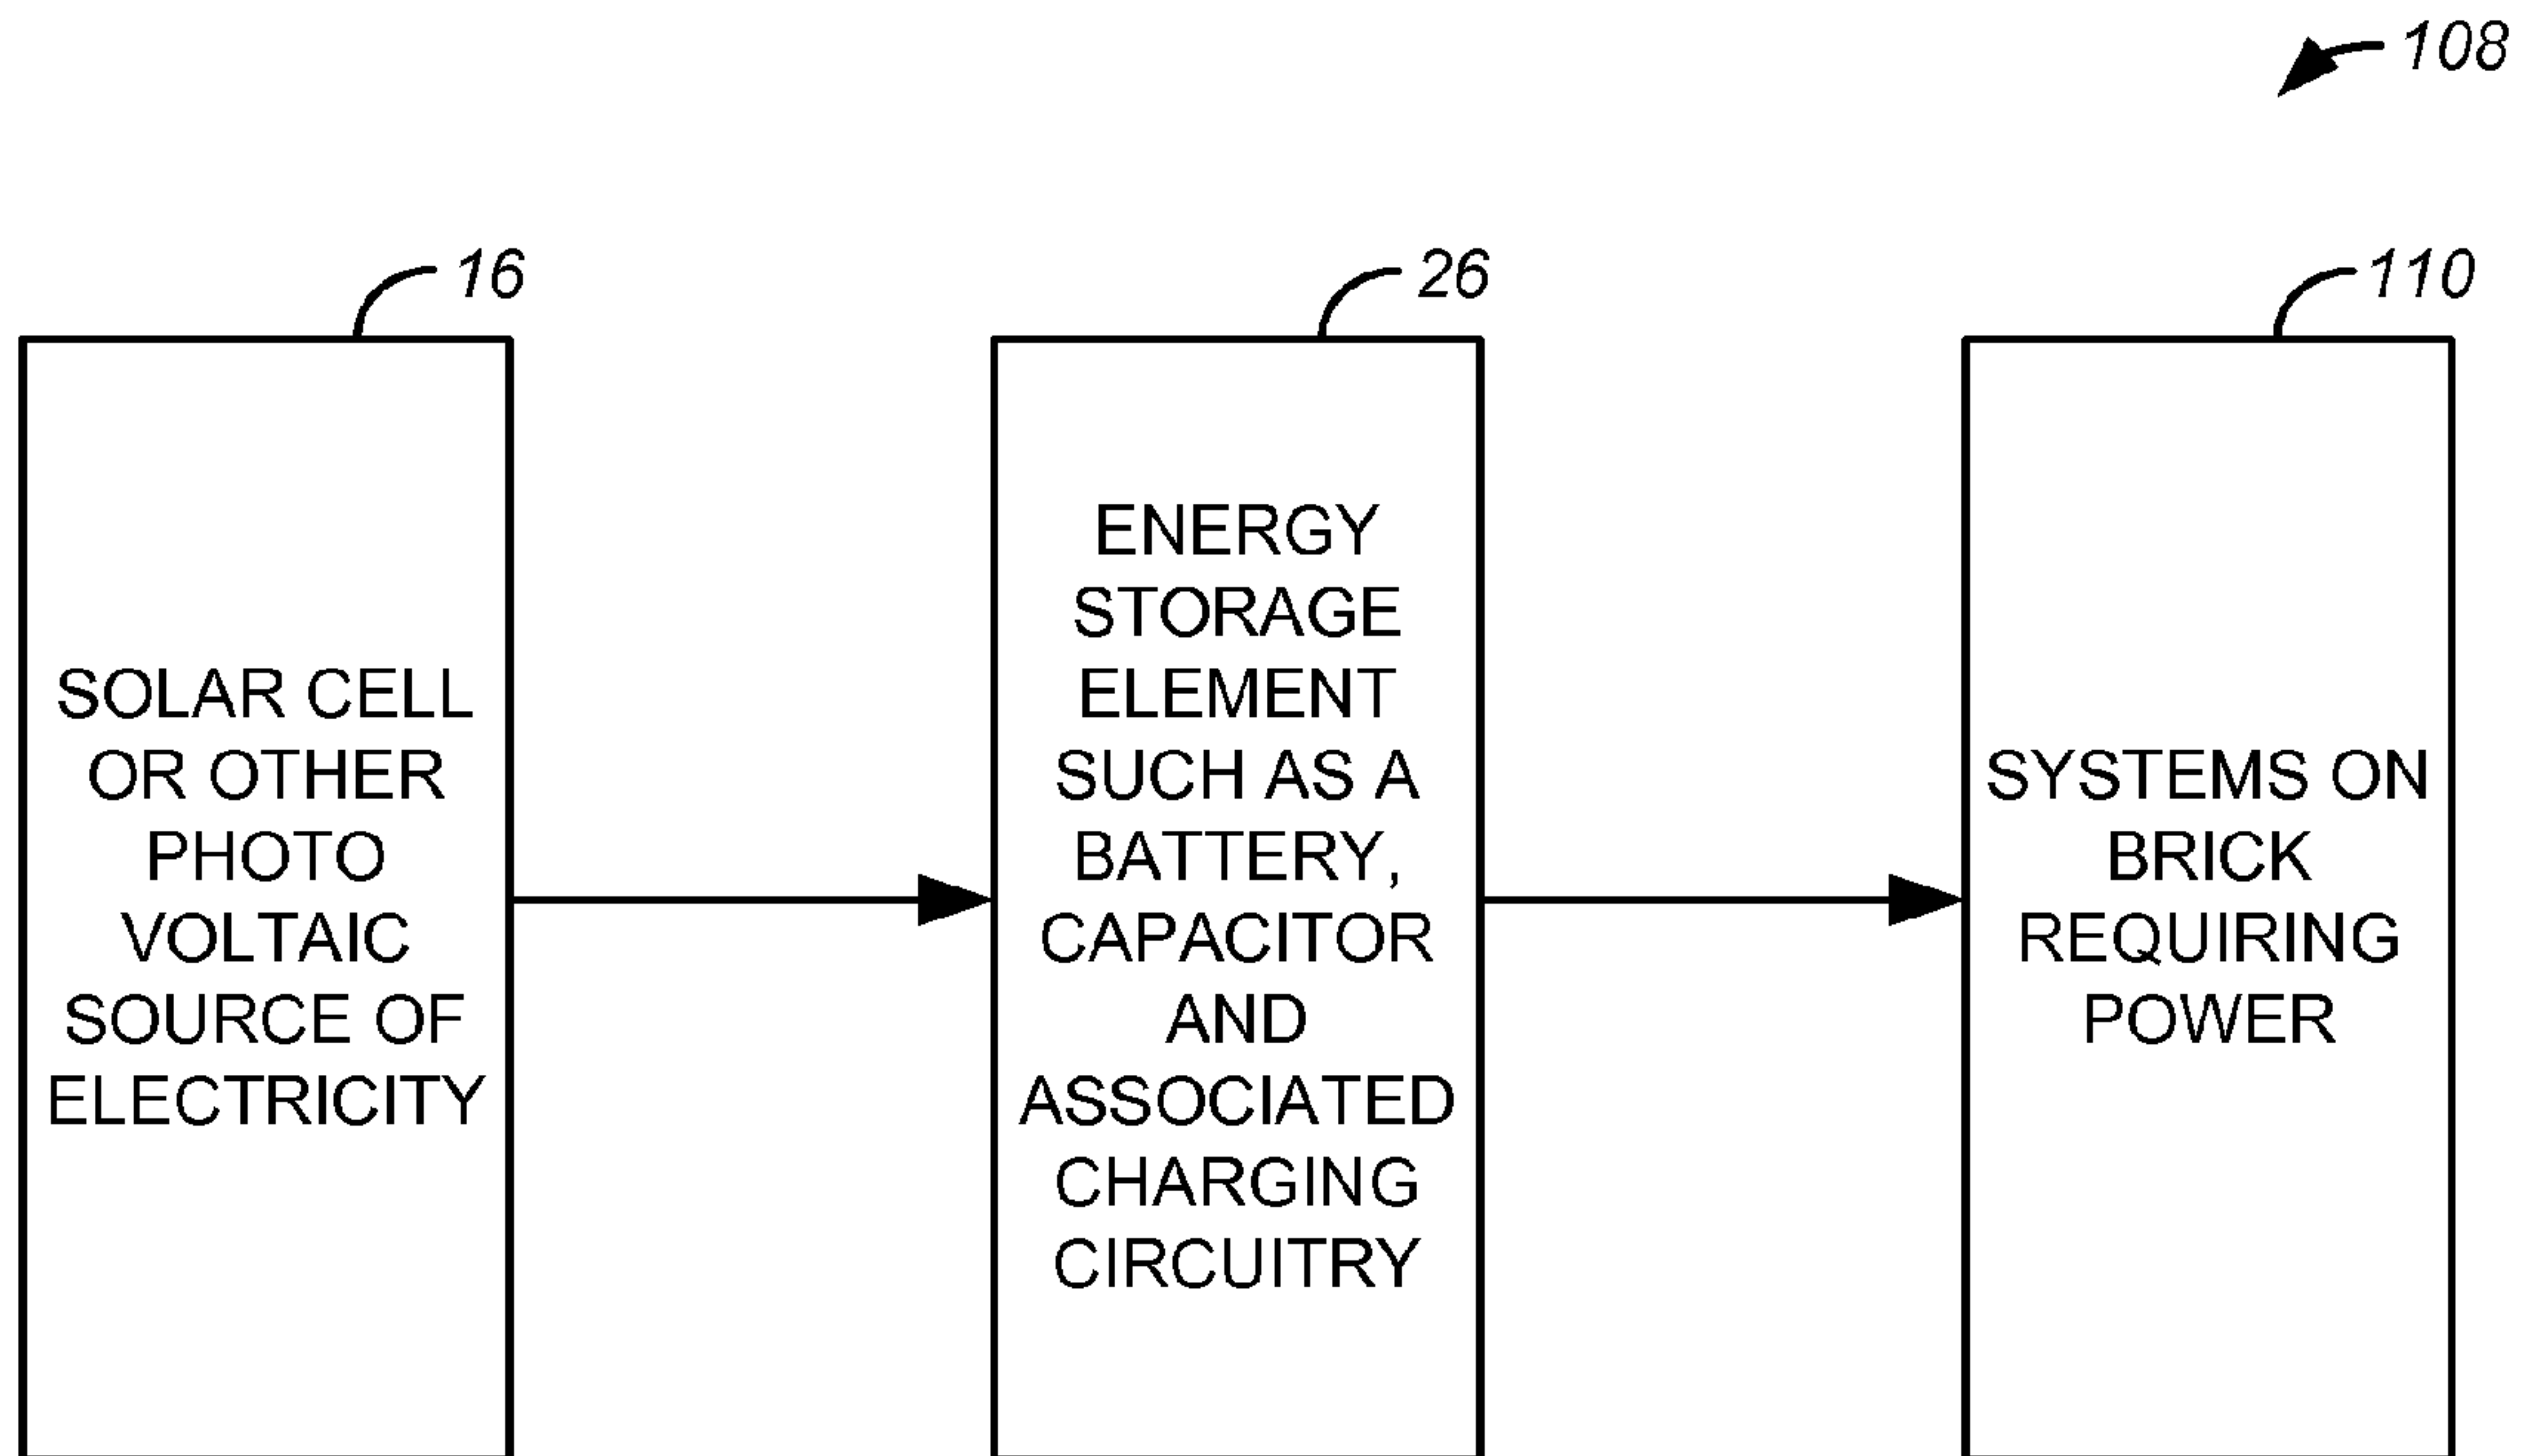 108
16
SOLAR CELL
OR OTHER
PHOTO
VOLTAIC
SOURCE OF
ELECTRICITY
26
ENERGY
STORAGE
ELEMENT
SUCH AS A
BATTERY,
CAPACITOR
AND
ASSOCIATED
CHARGING
CIRCUITRY
110
SYSTEMS ON
BRICK
REQUIRING
POWER